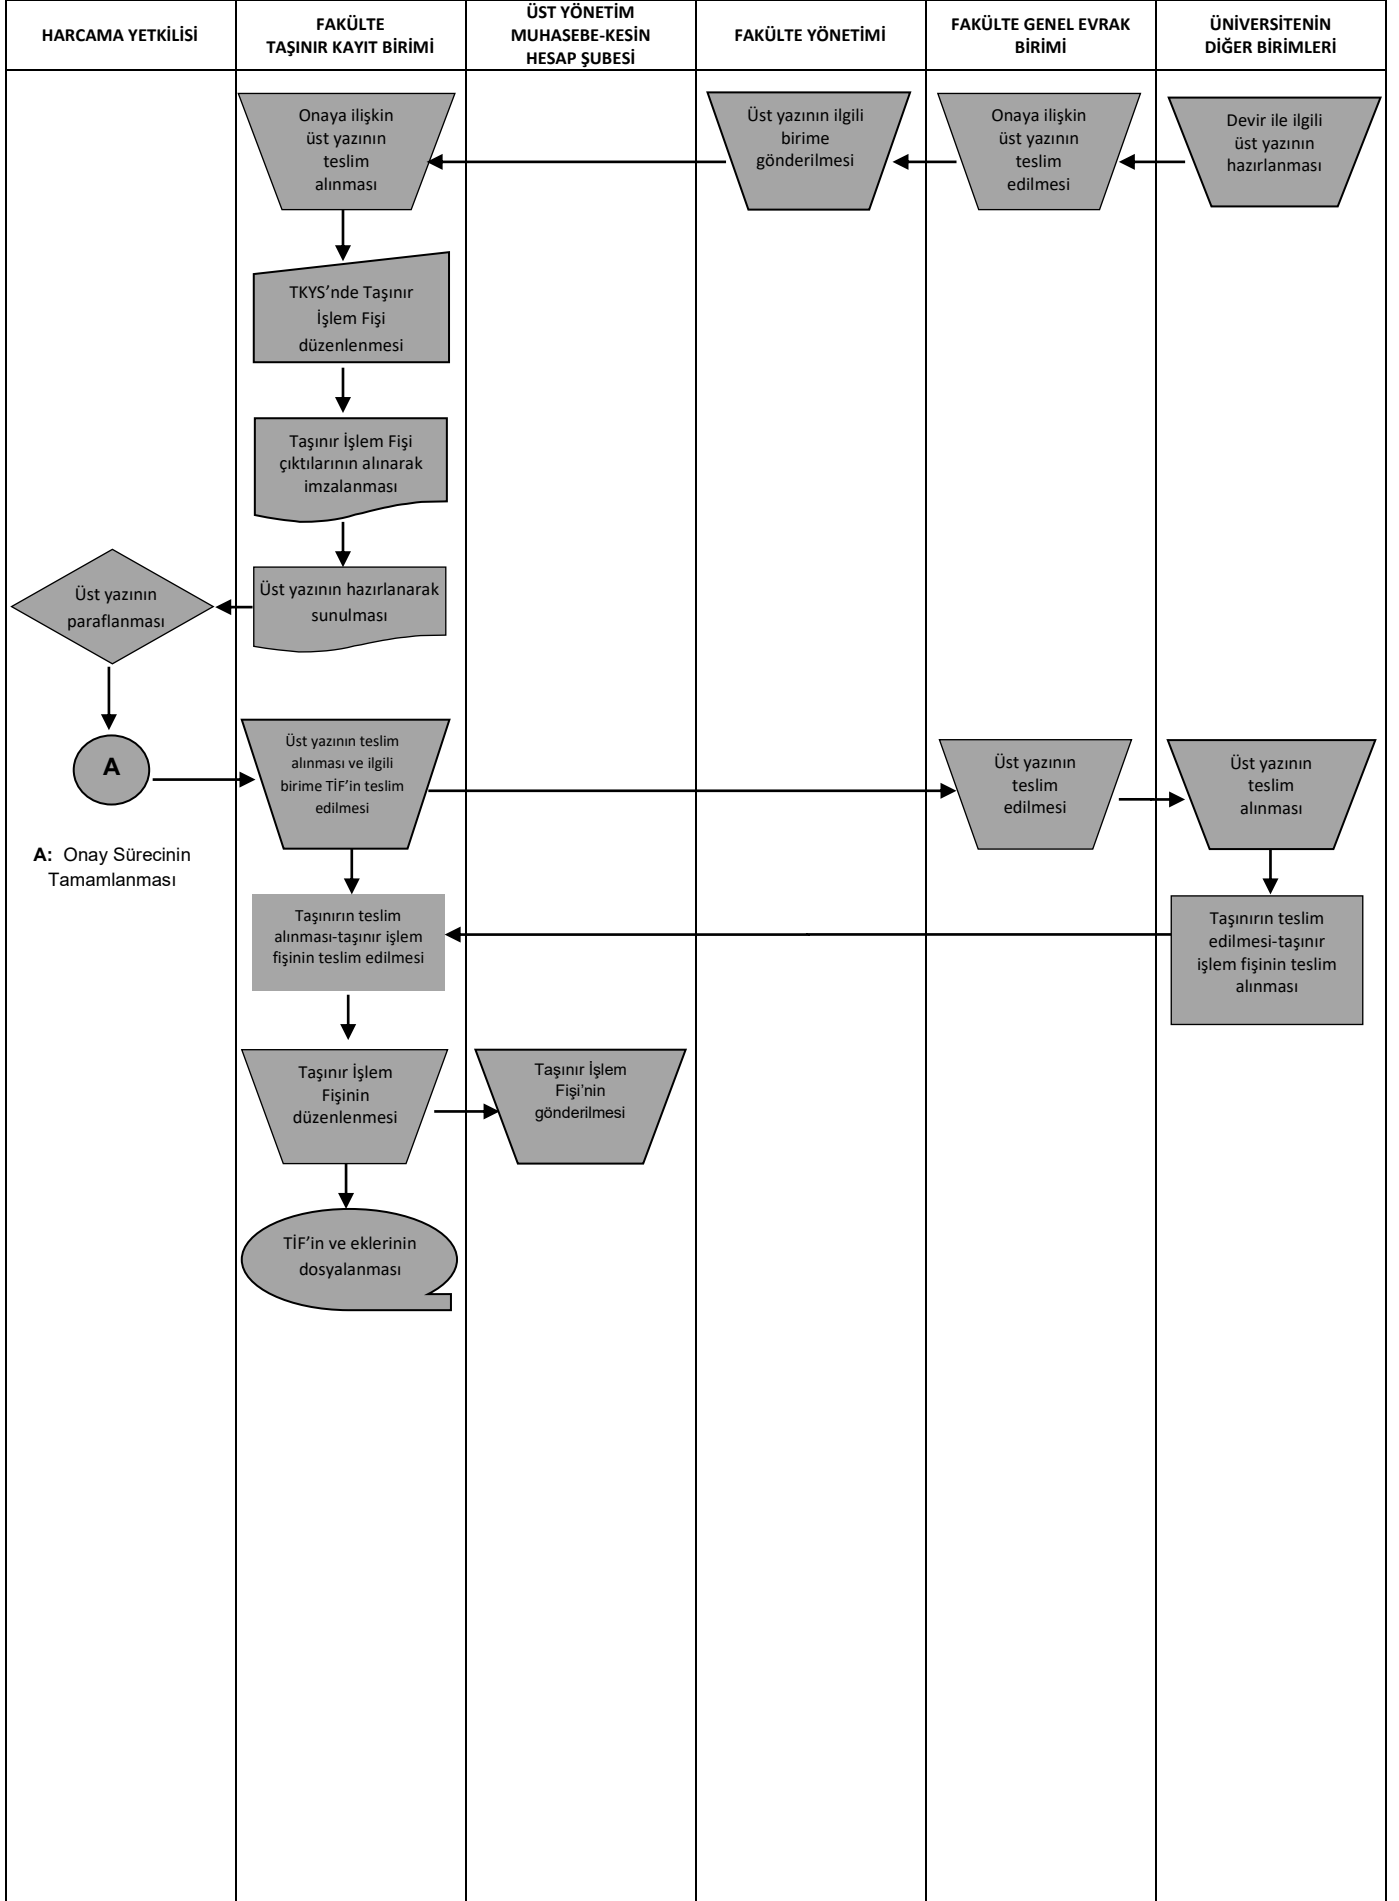 HARCAMA YETKİLİSİ
FAKÜLTE
TAŞINIR KAYIT BİRİMİ
ÜST YÖNETİM
MUHASEBE-KESİN
HESAP ŞUBESİ
FAKÜLTE YÖNETİMİ
FAKÜLTE GENEL EVRAK
BİRİMİ
ÜNİVERSİTENİN
DİĞER BİRİMLERİ
Onaya ilişkin
üst yazının
teslim
alınması
Üst yazının ilgili
birime
gönderilmesi
Onaya ilişkin
üst yazının
teslim
edilmesi
Devir ile ilgili
üst yazının
hazırlanması
TKYS’nde Taşınır
İşlem Fişi
düzenlenmesi
Taşınır İşlem Fişi
çıktılarının alınarak
imzalanması
Üst yazının
paraflanması
Üst yazının hazırlanarak
sunulması
A
Üst yazının teslim
alınması ve ilgili
birime TİF’in teslim
edilmesi
Üst yazının
teslim
edilmesi
Üst yazının
teslim
alınması
A: Onay Sürecinin
Tamamlanması
Taşınırın teslim
alınması-taşınır işlem
fişinin teslim edilmesi
Taşınırın teslim
edilmesi-taşınır
işlem fişinin teslim
alınması
Taşınır İşlem
Fişinin
düzenlenmesi
Taşınır İşlem
Fişi’nin
gönderilmesi
TİF’in ve eklerinin
dosyalanması